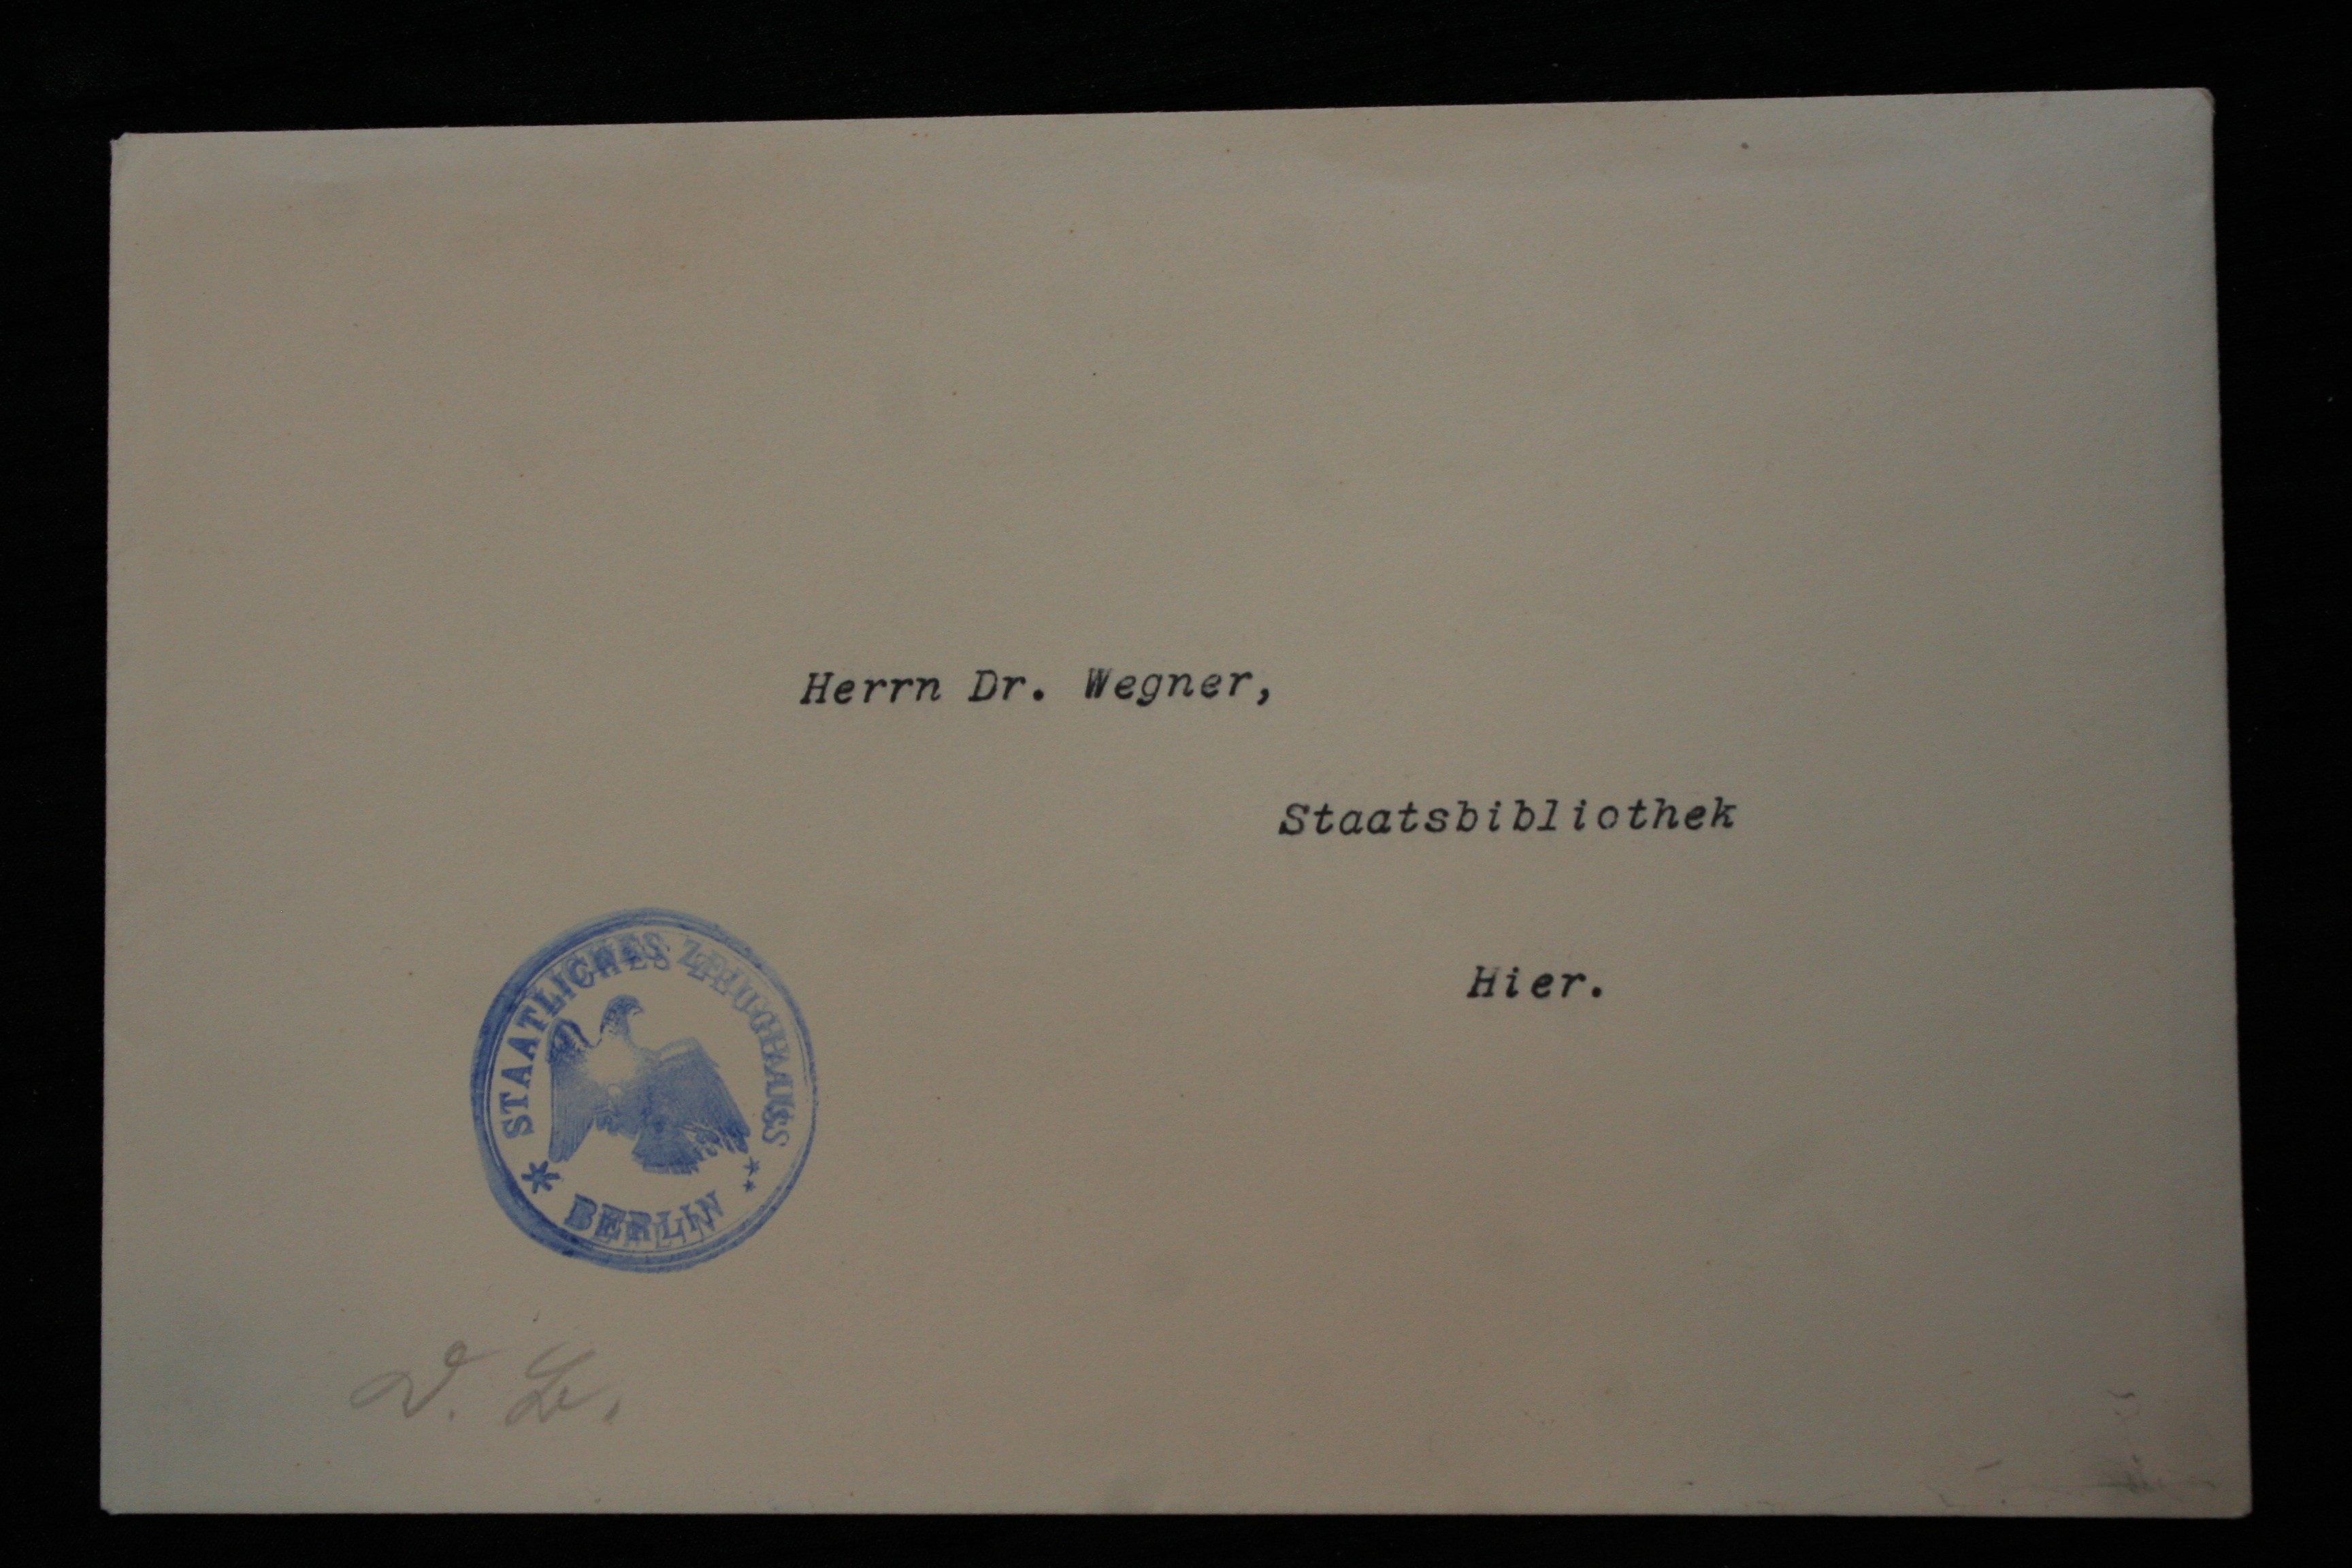 Herrn Dr. Wegner,
Staatsbibliothek
Hier.
STAATLICHES ZEUGHAUS
* BERLIN *